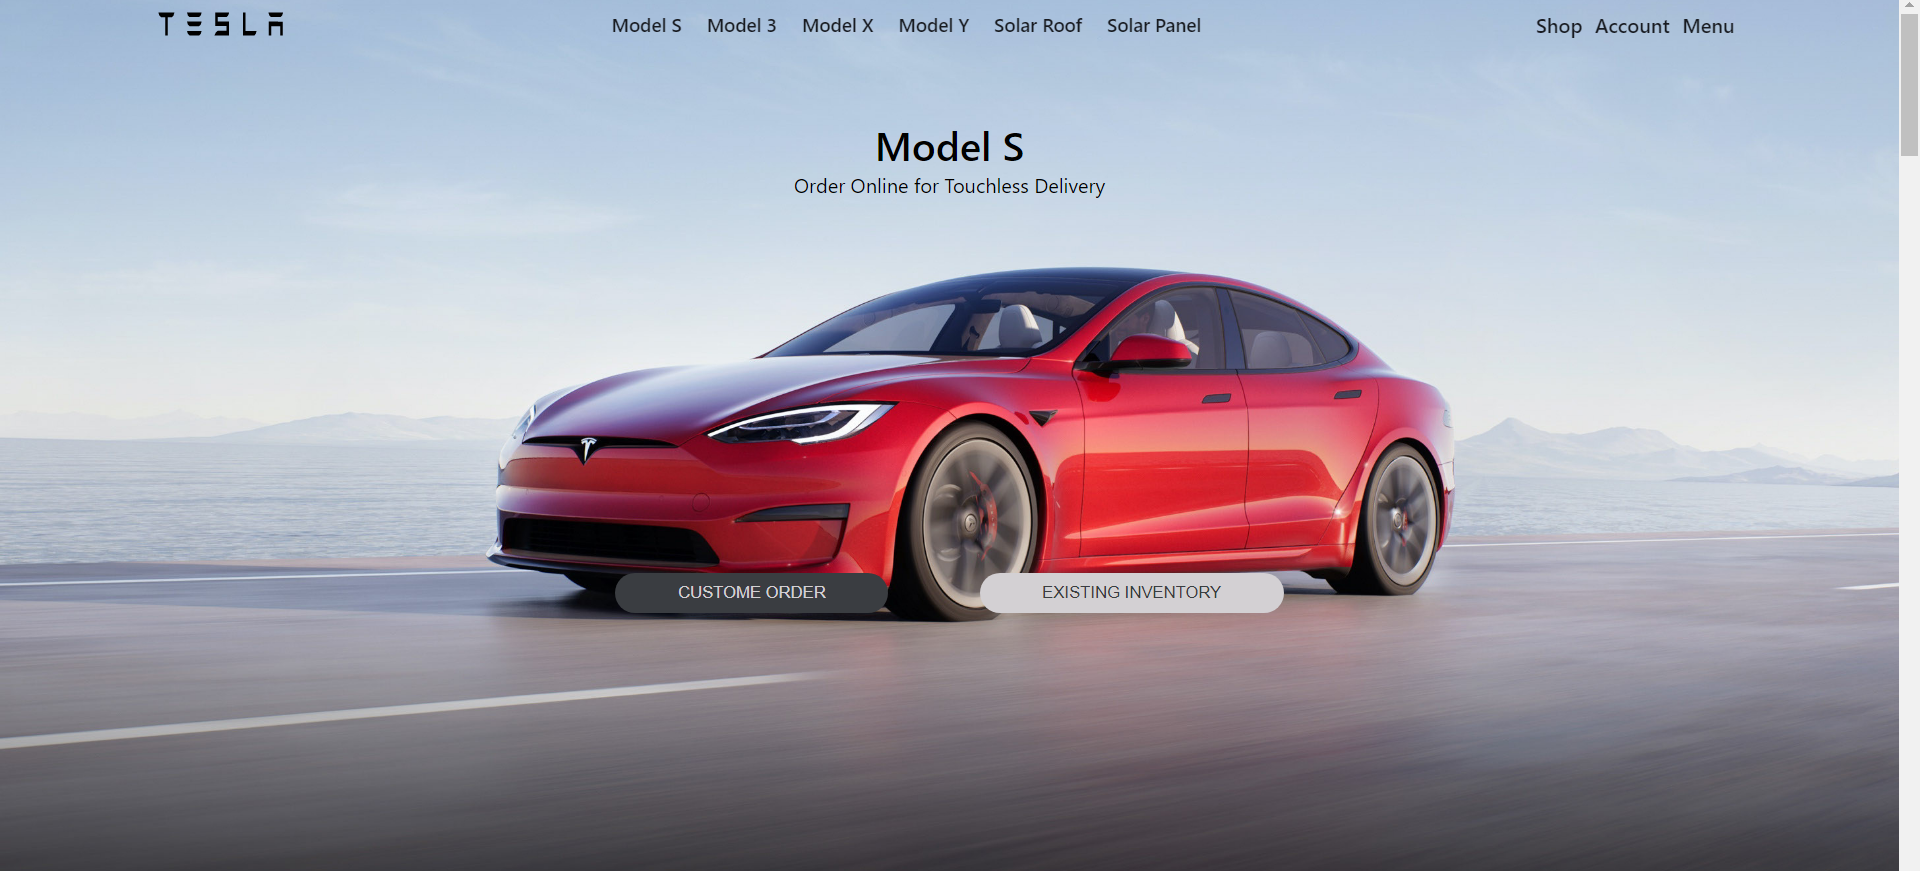 TESLA
Model S Model 3 Model X Model Y Solar Roof Solar Panel
Shop Account Menu
Model S
Order Online for Touchless Delivery
CUSTOME ORDER
EXISTING INVENTORY